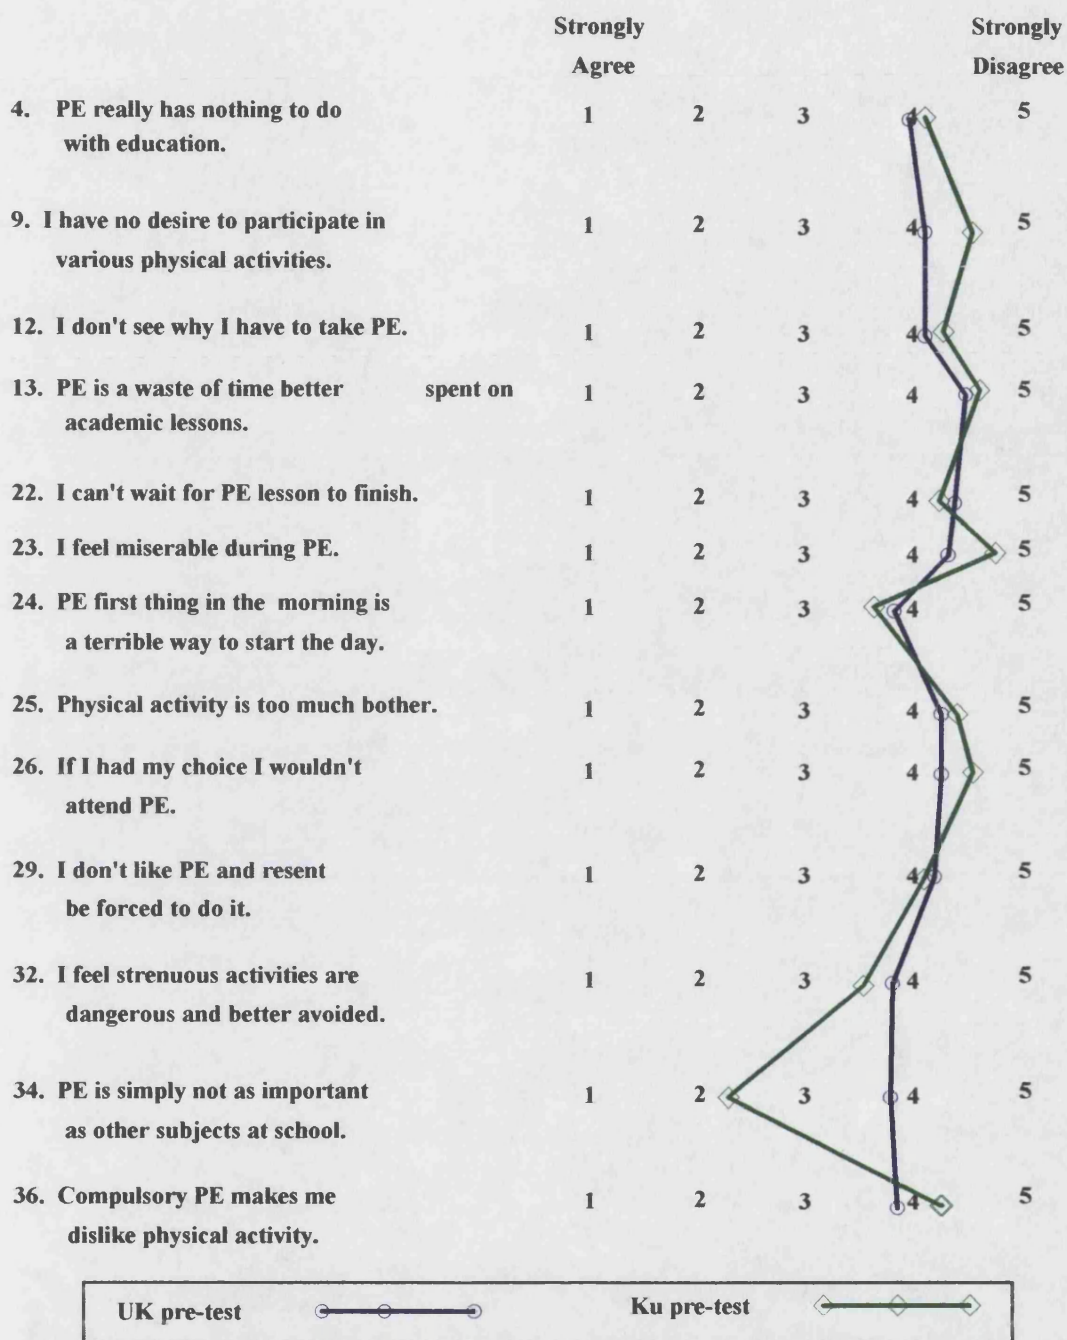 Strongly Strongly
Agree Disagree
4. PE really has nothing to do 1 2 3 4 5
with education.
9. I have no desire to participate in 1 2 3 4 5
various physical activities.
12. I don't see why I have to take PE. 1 2 3 4 5
13. PE is a waste of time better spent on 1 2 3 4 5
academic lessons.
22. I can't wait for PE lesson to finish. 1 2 3 4 5
23. I feel miserable during PE. 1 2 3 4 5
24. PE first thing in the morning is 1 2 3 4 5
a terrible way to start the day.
25. Physical activity is too much bother. 1 2 3 4 5
26. If I had my choice I wouldn't 1 2 3 4 5
attend PE.
29. I don't like PE and resent 1 2 3 4 5
be forced to do it.
32. I feel strenuous activities are 1 2 3 4 5
dangerous and better avoided.
34. PE is simply not as important 1 2 3 4 5
as other subjects at school.
36. Compulsory PE makes me 1 2 3 4 5
dislike physical activity.
UK pre-test Ku pre-test